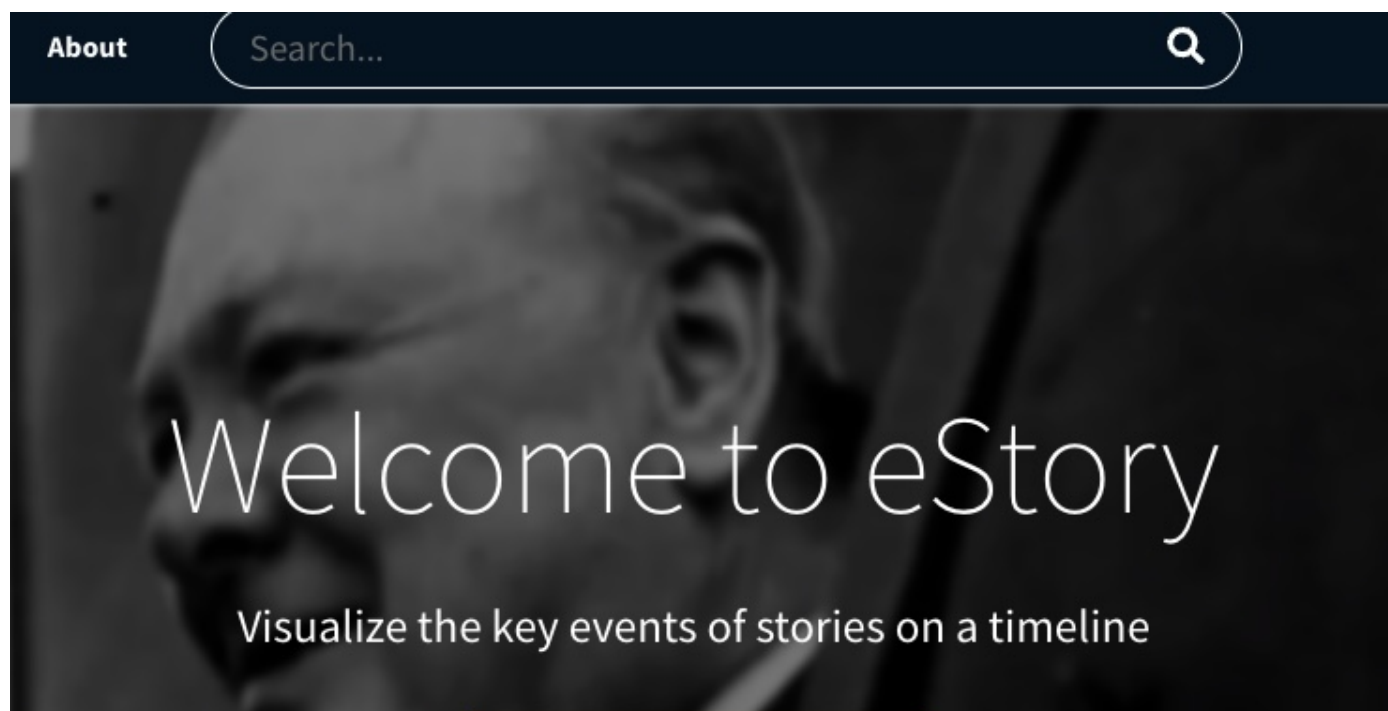 About
Search...
Welcome to eStory
Visualize the key events of stories on a timeline